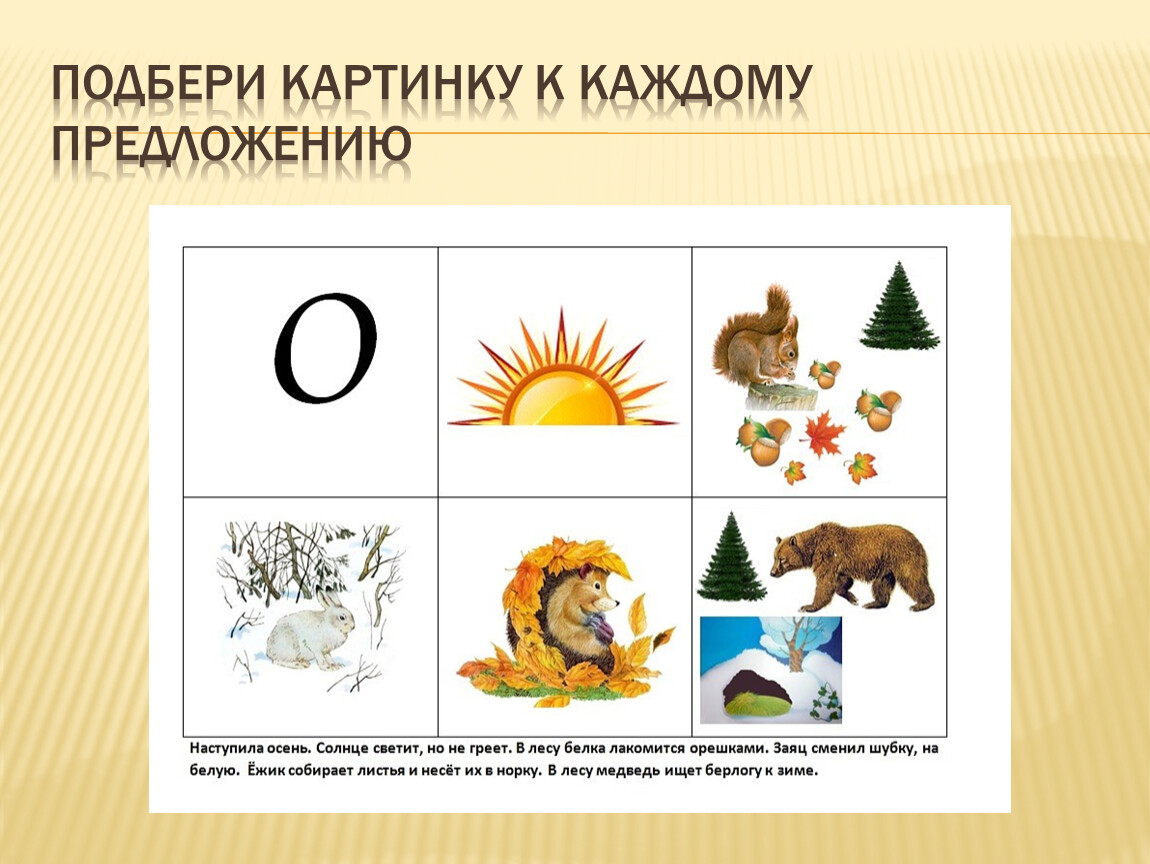 ПОДБЕРИ КАРТИНКУ К КАЖДОМУ
ПРЕДЛОЖЕНИЮ
О
Наступила осень. Солнце светит, но не греет. В лесу белка лакомится орешками. Заяц сменил шубку, на
белую. Ёжик собирает листья и несёт их в норку. В лесу медведь ищет берлогу к зиме.